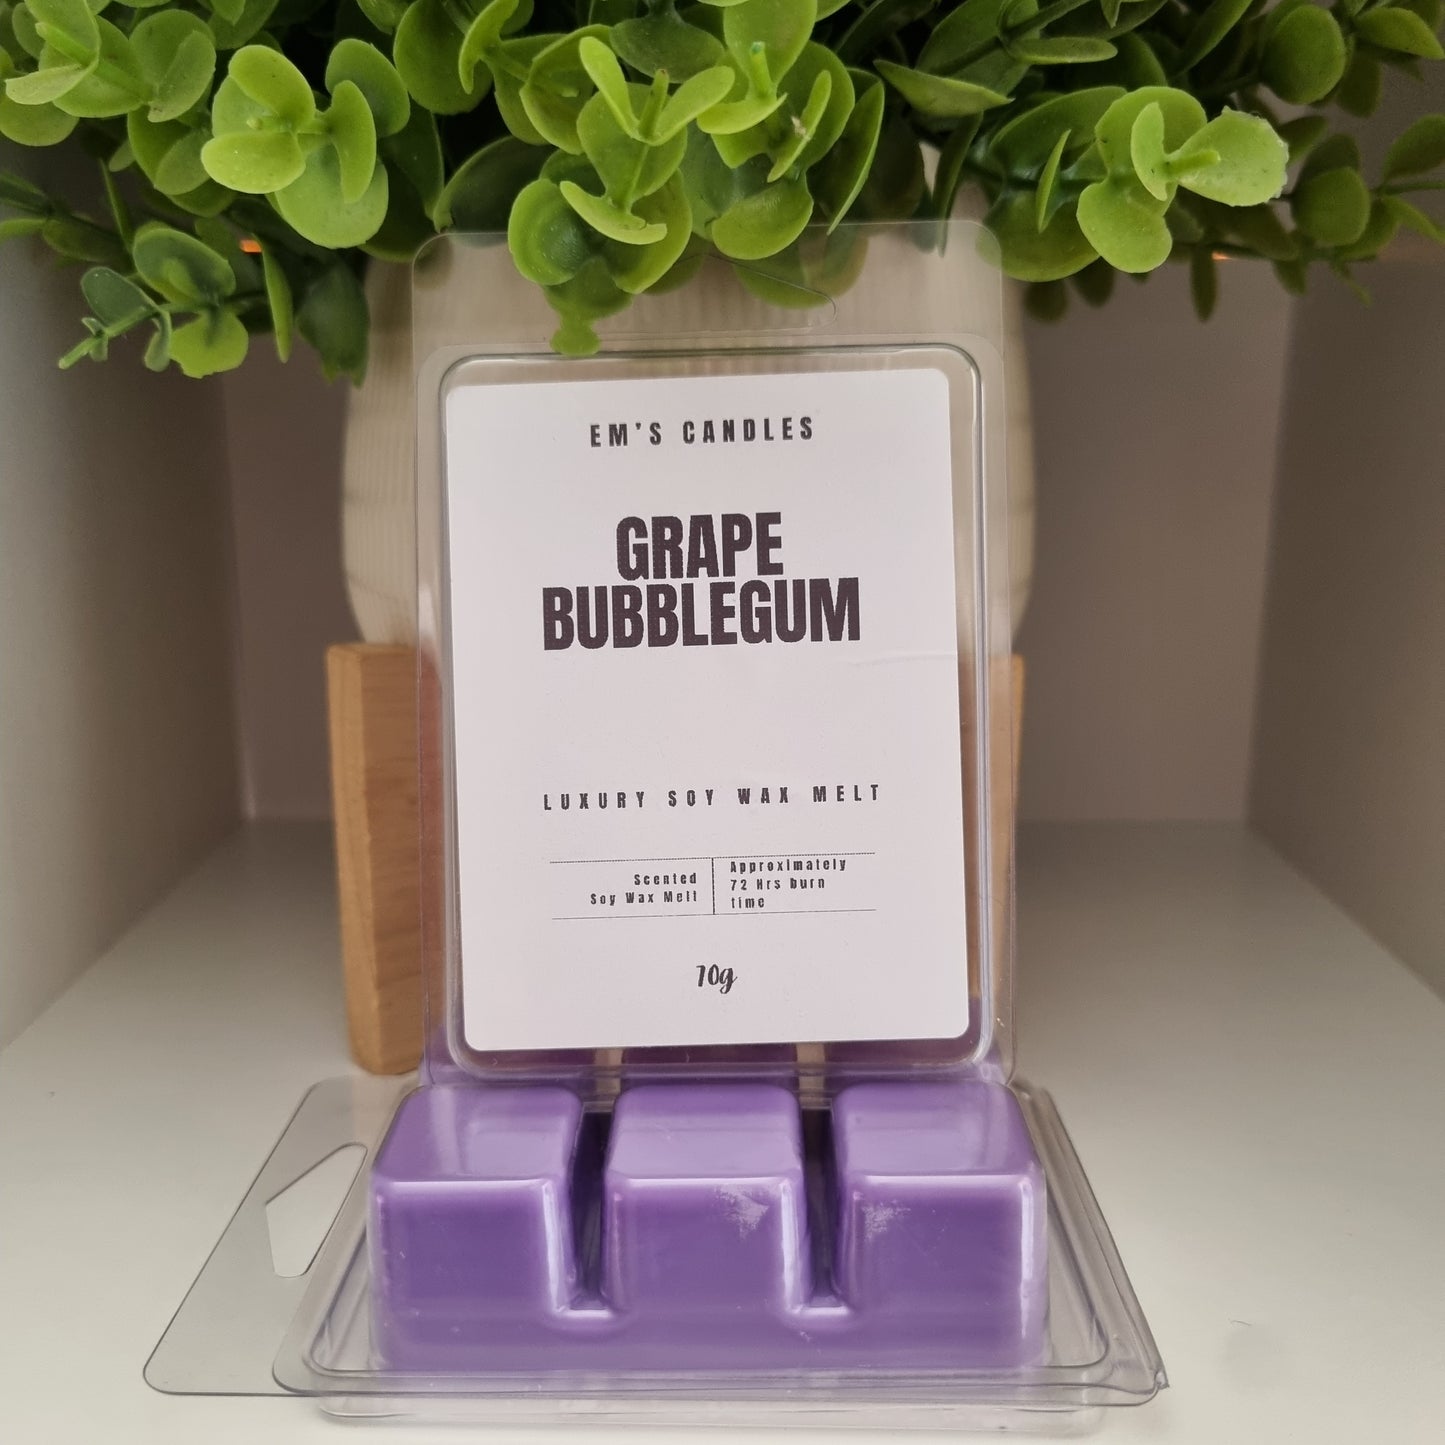 EM'S CANDLES
GRAPE
BUBBLEGUM
LUXURY SOY WAX MELT
Scented
Soy Wax Melt
Approximately
72 Hrs burn
time
70g